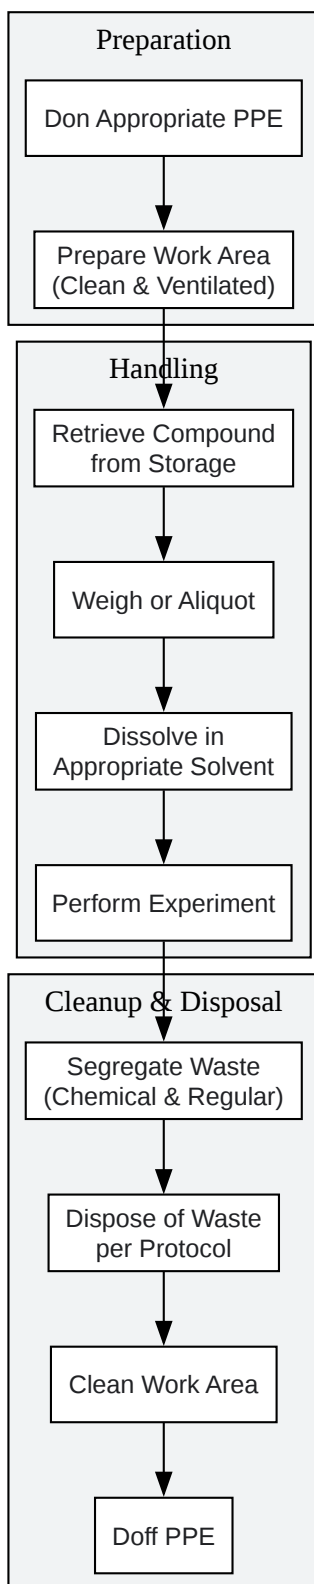 Preparation
Don Appropriate PPE
Prepare Work Area
(Clean & Ventilated)
Handling
Retrieve Compound
from Storage
Weigh or Aliquot
Dissolve in
Appropriate Solvent
Perform Experiment
Cleanup & Disposal
Segregate Waste
(Chemical & Regular)
Dispose of Waste
per Protocol
Clean Work Area
Doff PPE